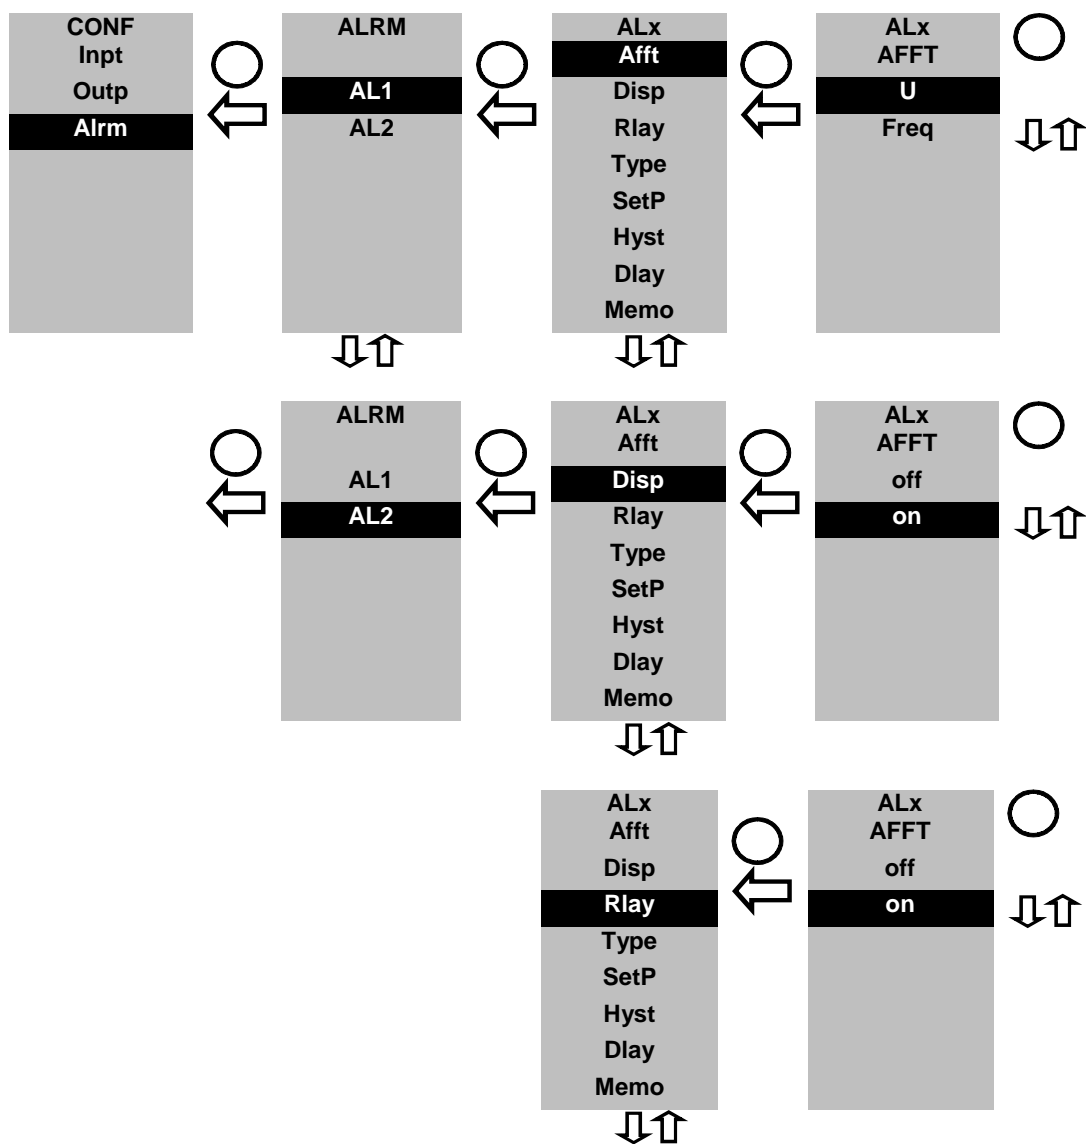 CONF
Inpt
Outp
Alrm
ALRM
AL1
AL2
ALx
Afft
Disp
Rlay
Type
SetP
Hyst
Dlay
Memo
ALx
AFFT
U
Freq
ALRM
AL1
AL2
ALx
Afft
Disp
Rlay
Type
SetP
Hyst
Dlay
Memo
ALx
AFFT
off
on
ALx
Afft
Disp
Rlay
Type
SetP
Hyst
Dlay
Memo
ALx
AFFT
off
on